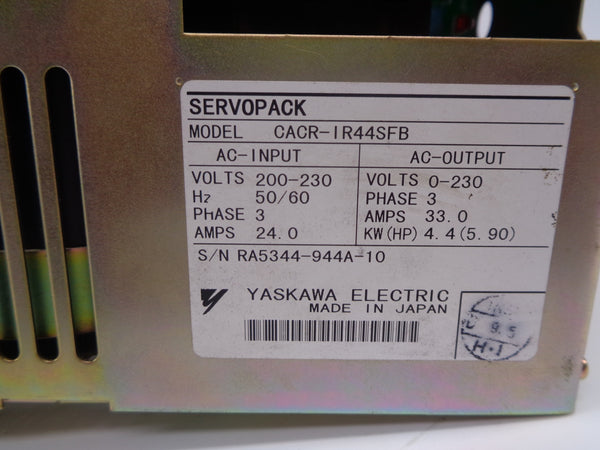 SERVOPACK
MODEL CACR-IR44SFB
AC-INPUT AC-OUTPUT
VOLTS 200-230 VOLTS 0-230
Hz 50/60 PHASE 3
PHASE 3 AMPS 33.0
AMPS 24.0 KW(HP) 4.4(5.90)
S/N RA5344-944A-10
YASKAWA ELECTRIC
MADE IN JAPAN
9.5
H·I